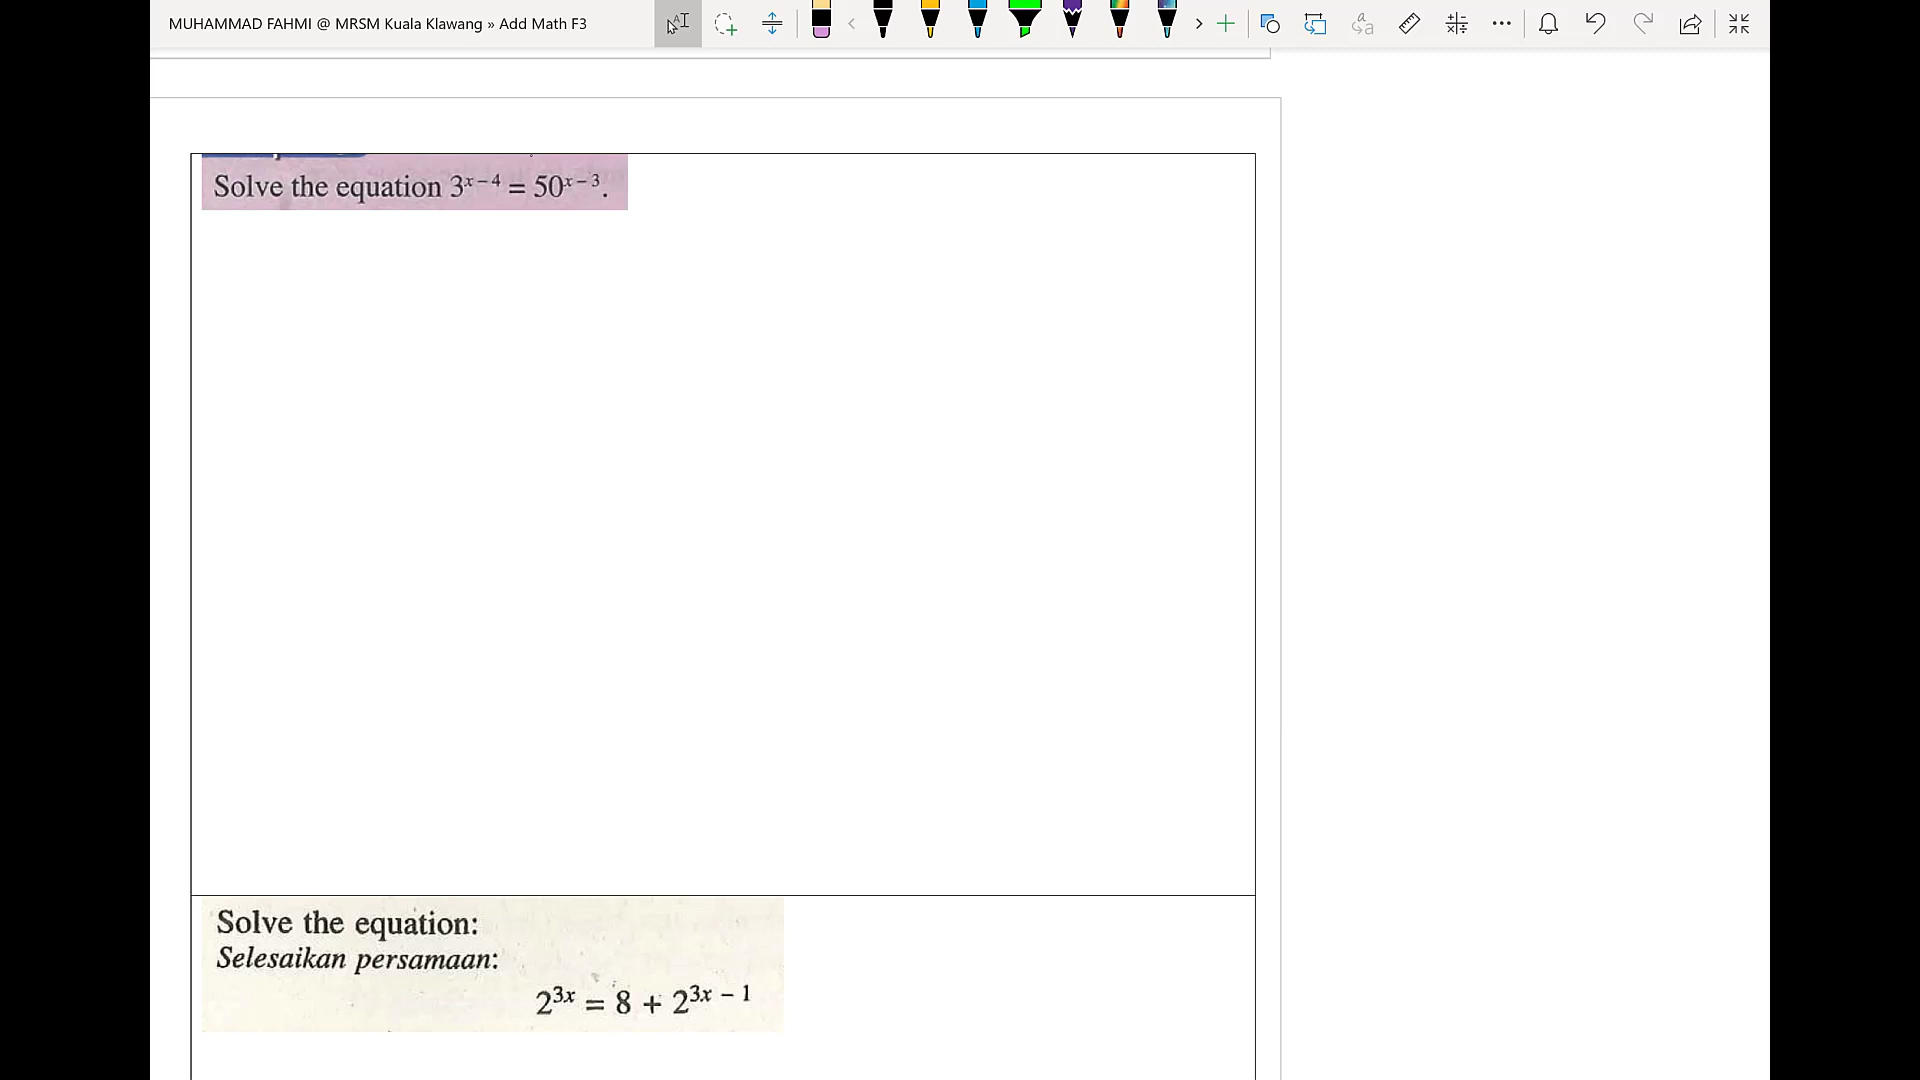 MUHAMMAD FAHMI @ MRSM Kuala Klawang » Add Math F3
Solve the equation 3^{x-4} = 50^{x-3}.
Solve the equation:
Selesaikan persamaan:
2^{3x} = 8 + 2^{3x-1}